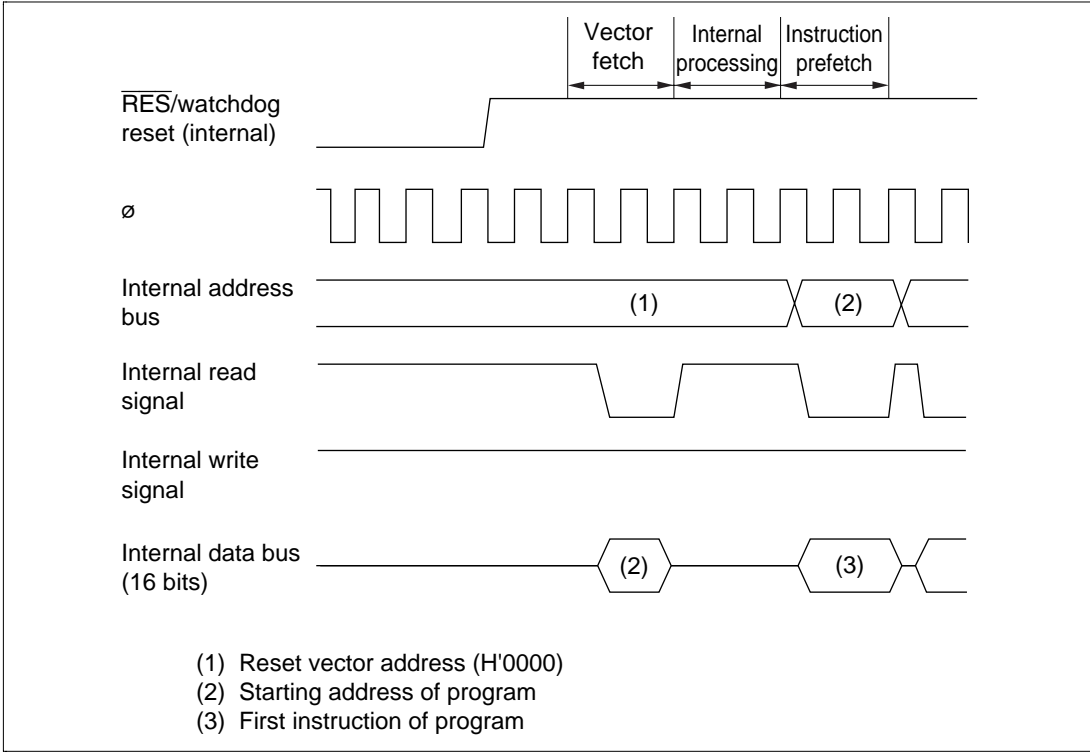 Vector fetch
Internal processing
Instruction prefetch
R̅E̅S̅/watchdog
reset (internal)
ø
Internal address
bus
(1)
(2)
Internal read
signal
Internal write
signal
Internal data bus
(16 bits)
(2)
(3)
(1) Reset vector address (H'0000)
(2) Starting address of program
(3) First instruction of program